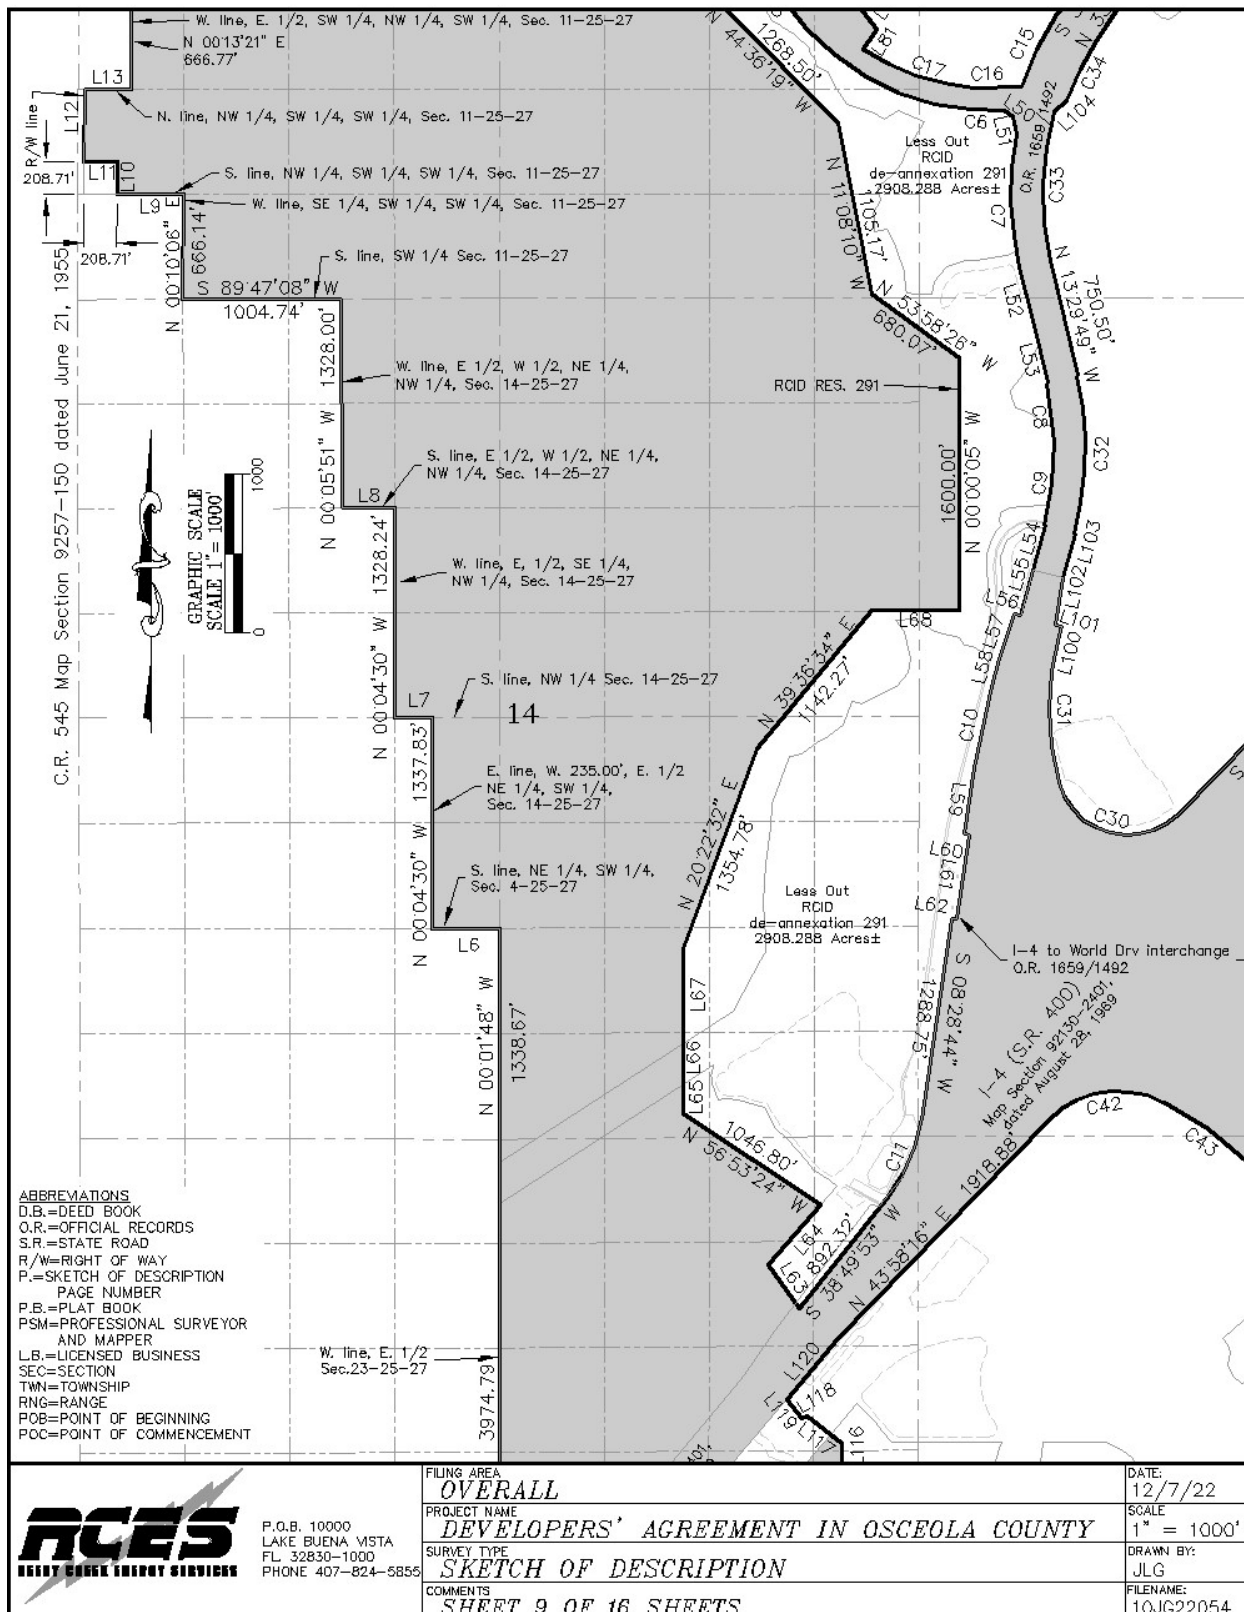 W. line, E. 1/2, SW 1/4, NW 1/4, SW 1/4, Sec. 11-25-27
N 00°13'21" E
666.77'
L13
L12
R/W line
N. line, NW 1/4, SW 1/4, SW 1/4, Sec. 11-25-27
L11
L10
208.71'
S. line, NW 1/4, SW 1/4, SW 1/4, Sec. 11-25-27
L9
W. line, SE 1/4, SW 1/4, SW 1/4, Sec. 11-25-27
208.71'
N 00°10'06" E
666.14'
S. line, SW 1/4 Sec. 11-25-27
S 89°47'08" W
1004.74'
C.R. 545 Map Section 9257-150 dated June 21, 1955
1328.00'
N 00°05'51" W
W. line, E 1/2, W 1/2, NE 1/4,
NW 1/4, Sec. 14-25-27
S. line, E 1/2, W 1/2, NE 1/4,
NW 1/4, Sec. 14-25-27
L8
GRAPHIC SCALE
SCALE 1" = 1000'
1000
0
1328.24'
N 00°04'30" W
W. line, E, 1/2, SE 1/4,
NW 1/4, Sec. 14-25-27
S. line, NW 1/4 Sec. 14-25-27
L7
14
1337.83'
N 00°04'30" W
E. line, W. 235.00', E. 1/2
NE 1/4, SW 1/4,
Sec. 14-25-27
S. line, NE 1/4, SW 1/4,
Sec. 4-25-27
L6
N 00°01'48" W
1338.67'
W. line, E. 1/2
Sec.23-25-27
3974.79
N 44°36'19" W
1268.50'
L81
C17
C16
C15
S
N 33
C34
L104
L50
C6
L51
O.R. 1659/1492
Less Out
RCID
de-annexation 291
2908.288 Acres±
N 11°08'10" W
1105.17'
C7
C33
N 53°58'26" W
680.07'
L52
750.50'
N 13°29'49" W
L53
RCID RES. 291
C8
C32
C9
1600.00'
N 00°00'05" W
L54
L55
L103
L102
L56
L101
L68
L57
L58
L100
N 39°36'34" E
1142.27'
C10
C31
N 20°22'32" E
1354.78'
L59
C30
S
L60
L61
L62
Less Out
RCID
de-annexation 291
2908.288 Acres±
I-4 to World Drv interchange
O.R. 1659/1492
L67
L66
L65
S 08°28'44" W
1288.75'
I-4 (S.R. 400)
Map Section 92130-2401,
dated August 28, 1989
C42
C43
1046.80'
N 56°53'24" W
C11
1918.88'
N 43°58'16" E
L64
L63
892.32'
S 38°49'53" W
L120
L119
L118
L117
L116
401,
ABBREVIATIONS
D.B.=DEED BOOK
O.R.=OFFICIAL RECORDS
S.R.=STATE ROAD
R/W=RIGHT OF WAY
P.=SKETCH OF DESCRIPTION
PAGE NUMBER
P.B.=PLAT BOOK
PSM=PROFESSIONAL SURVEYOR
AND MAPPER
L.B.=LICENSED BUSINESS
SEC=SECTION
TWN=TOWNSHIP
RNG=RANGE
POB=POINT OF BEGINNING
POC=POINT OF COMMENCEMENT
RCES
REEDY CREEK ENERGY SERVICES
P.O.B. 10000
LAKE BUENA VISTA
FL 32830-1000
PHONE 407-824-5855
FILING AREA
OVERALL
PROJECT NAME
DEVELOPERS' AGREEMENT IN OSCEOLA COUNTY
SURVEY TYPE
SKETCH OF DESCRIPTION
COMMENTS
SHEET 9 OF 16 SHEETS
DATE:
12/7/22
SCALE
1" = 1000'
DRAWN BY:
JLG
FILENAME:
10JG22054